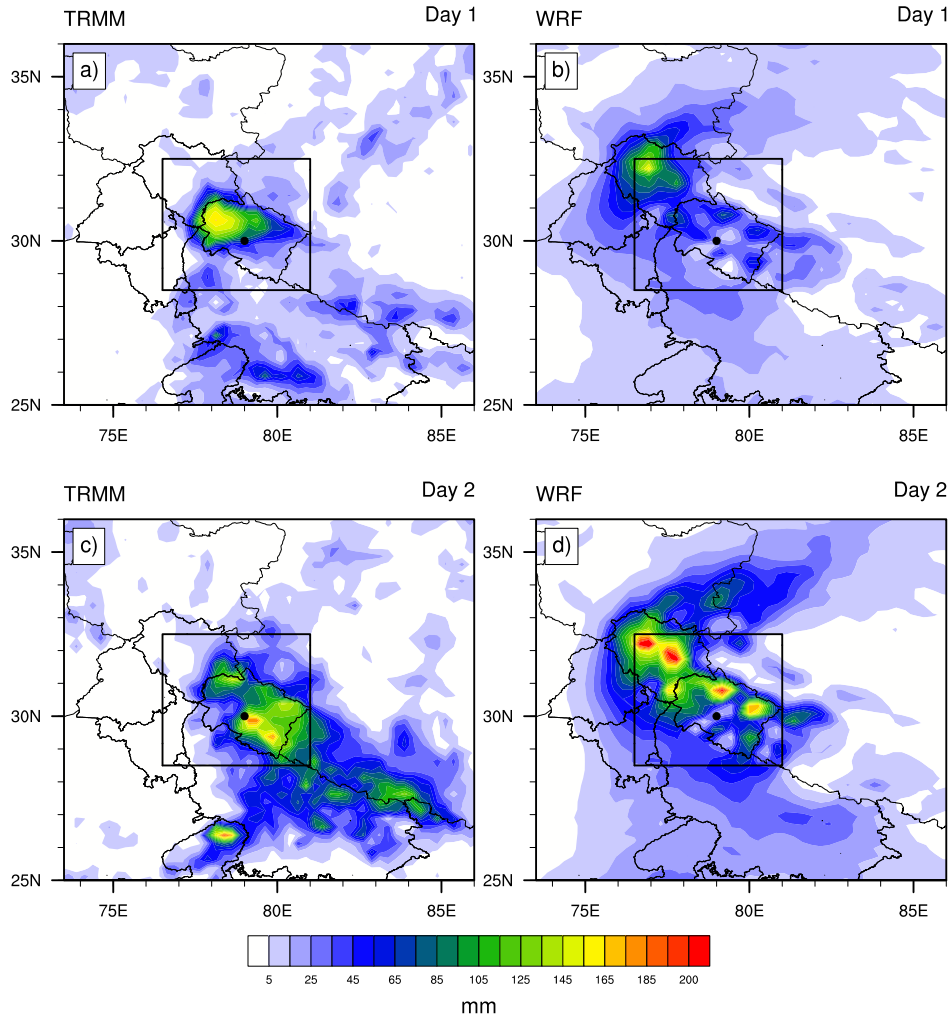 TRMM Day 1 WRF Day 1
a) b)
35N 35N
30N 30N
25N 25N
75E 80E 85E 75E 80E 85E
TRMM Day 2 WRF Day 2
c) d)
35N 35N
30N 30N
25N 25N
75E 80E 85E 75E 80E 85E
5 25 45 65 85 105 125 145 165 185 200
mm